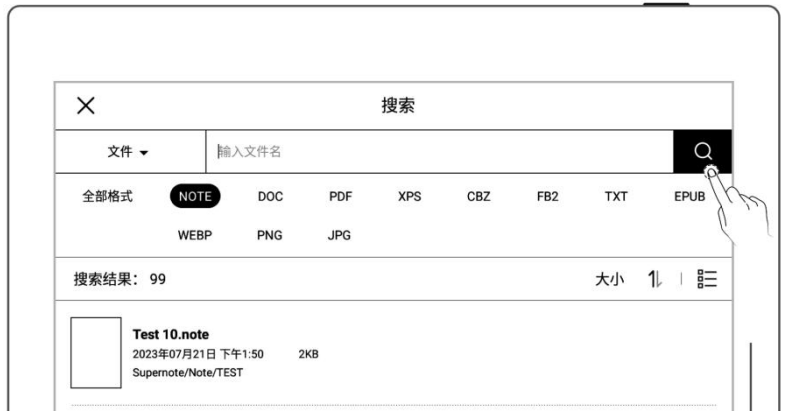 搜索
文件
输入文件名
全部格式 NOTE DOC PDF XPS CBZ FB2 TXT EPUB
WEBP PNG JPG
搜索结果： 99 大小
Test 10.note
2023年07月21日 下午1:50 2KB
Supernote/Note/TEST